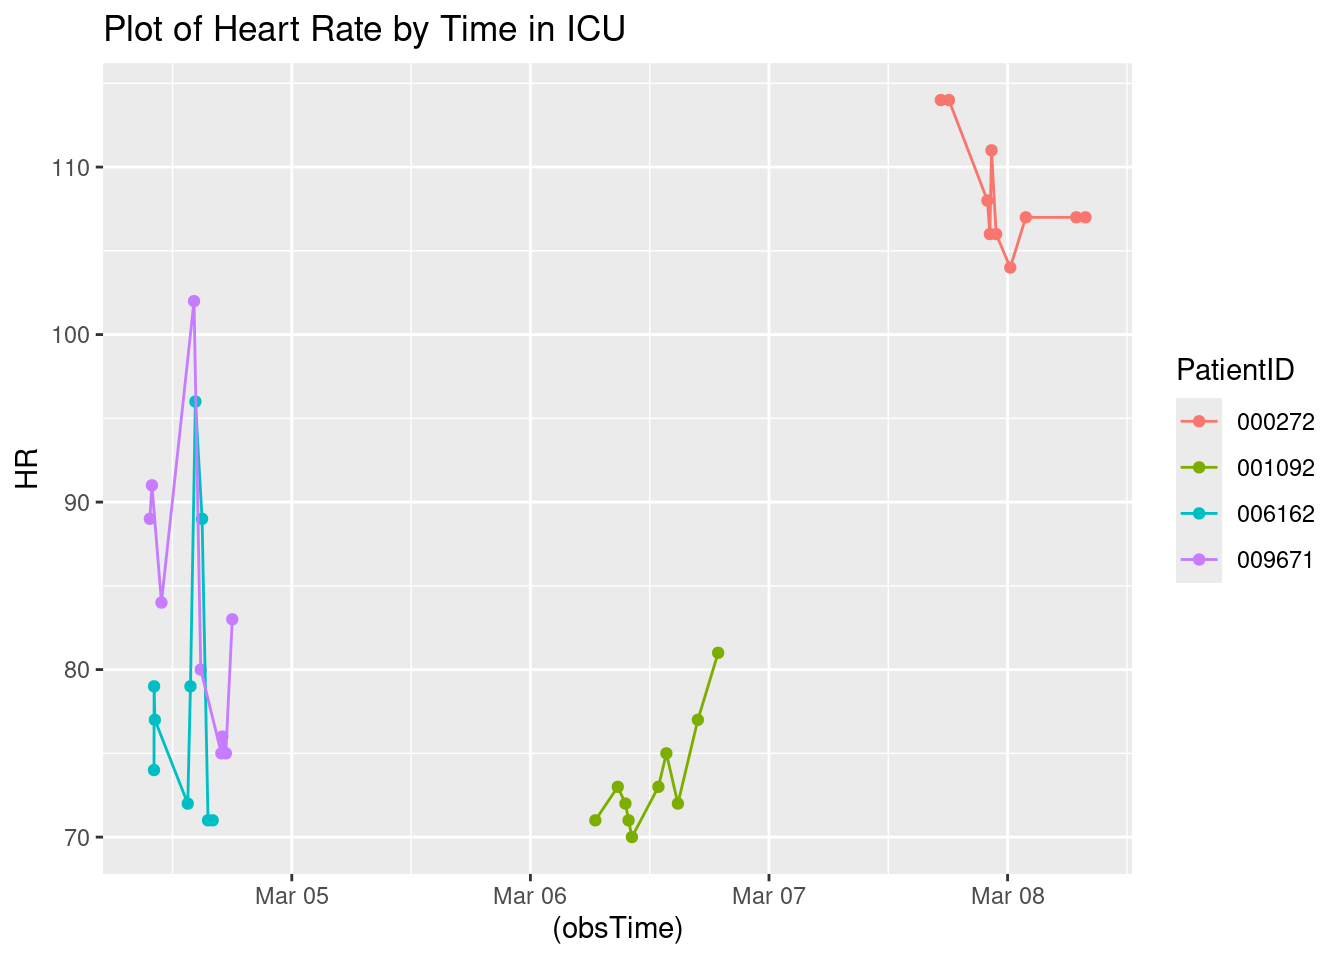 Plot of Heart Rate by Time in ICU
110
100
90
80
70
HR
Mar 05
Mar 06
Mar 07
Mar 08
(obsTime)
PatientID
000272
001092
006162
009671